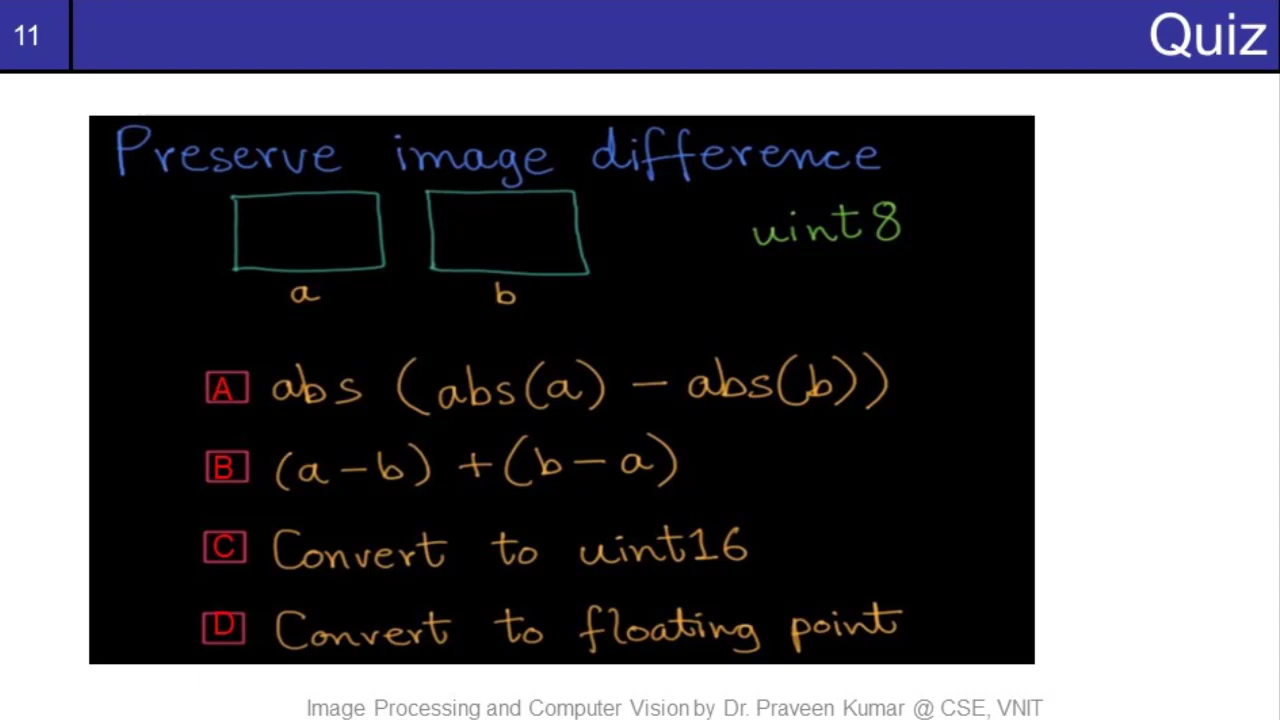 11
Quiz
Preserve image difference
uint8
a b
A abs (abs(a) - abs(b))
B (a - b) + (b - a)
C Convert to uint16
D Convert to floating point
Image Processing and Computer Vision by Dr. Praveen Kumar @ CSE, VNIT